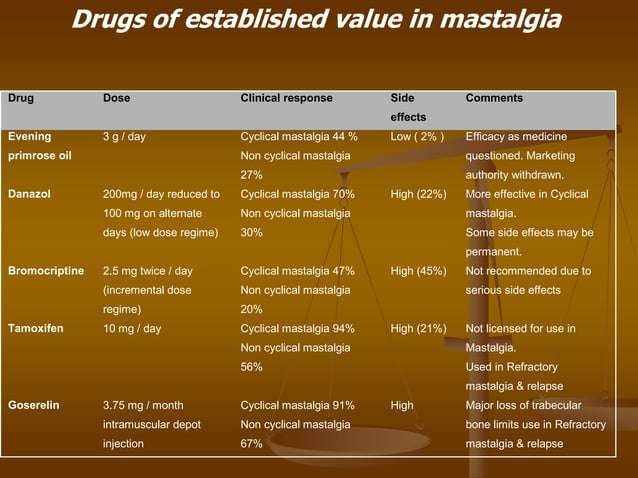 Drugs of established value in mastalgia
Drug Dose Clinical response Side effects Comments
Evening primrose oil 3 g / day Cyclical mastalgia 44 % Non cyclical mastalgia 27% Low ( 2% ) Efficacy as medicine questioned. Marketing authority withdrawn.
Danazol 200mg / day reduced to 100 mg on alternate days (low dose regime) Cyclical mastalgia 70% Non cyclical mastalgia 30% High (22%) More effective in Cyclical mastalgia. Some side effects may be permanent.
Bromocriptine 2.5 mg twice / day (incremental dose regime) Cyclical mastalgia 47% Non cyclical mastalgia 20% High (45%) Not recommended due to serious side effects
Tamoxifen 10 mg / day Cyclical mastalgia 94% Non cyclical mastalgia 56% High (21%) Not licensed for use in Mastalgia. Used in Refractory mastalgia & relapse
Goserelin 3.75 mg / month intramuscular depot injection Cyclical mastalgia 91% Non cyclical mastalgia 67% High Major loss of trabecular bone limits use in Refractory mastalgia & relapse